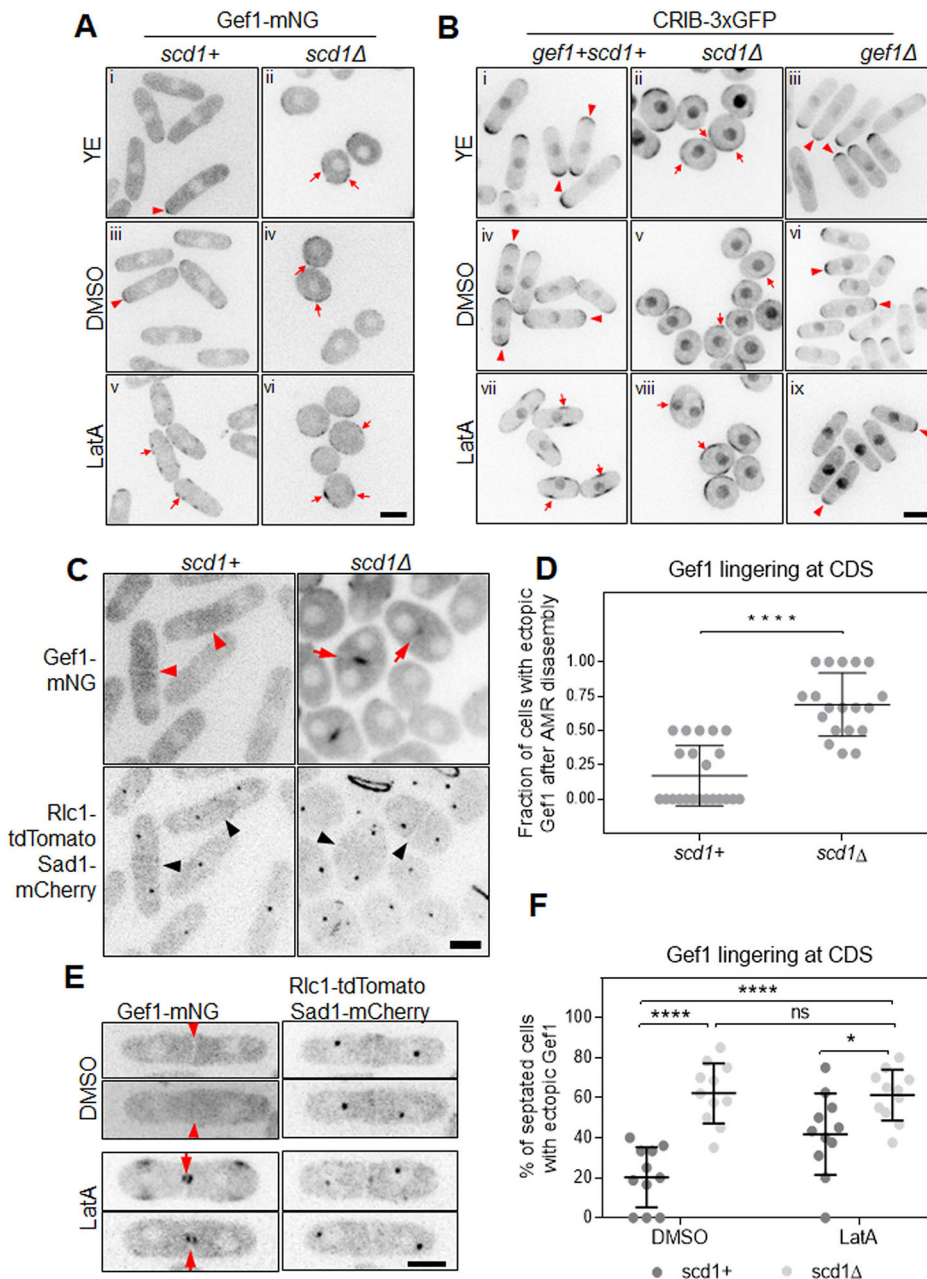 A
Gef1-mNG
scd1+
scd1Δ
YE
i
ii
DMSO
iii
iv
LatA
v
vi
B
CRIB-3xGFP
gef1+scd1+
scd1Δ
gef1Δ
YE
i
ii
iii
DMSO
iv
v
vi
LatA
vii
viii
ix
C
scd1+
scd1Δ
Gef1-
mNG
Rlc1-
tdTomato
Sad1-
mCherry
D
Gef1 lingering at CDS
Fraction of cells with ectopic
Gef1 after AMR disasembly
****
1.00
0.75
0.50
0.25
0.00
scd1+
scd1Δ
E
Gef1-mNG
Rlc1-tdTomato
Sad1-mCherry
DMSO
LatA
F
Gef1 lingering at CDS
% of septated cells
with ectopic Gef1
****
****
ns
*
100
80
60
40
20
0
DMSO
LatA
scd1+
scd1Δ